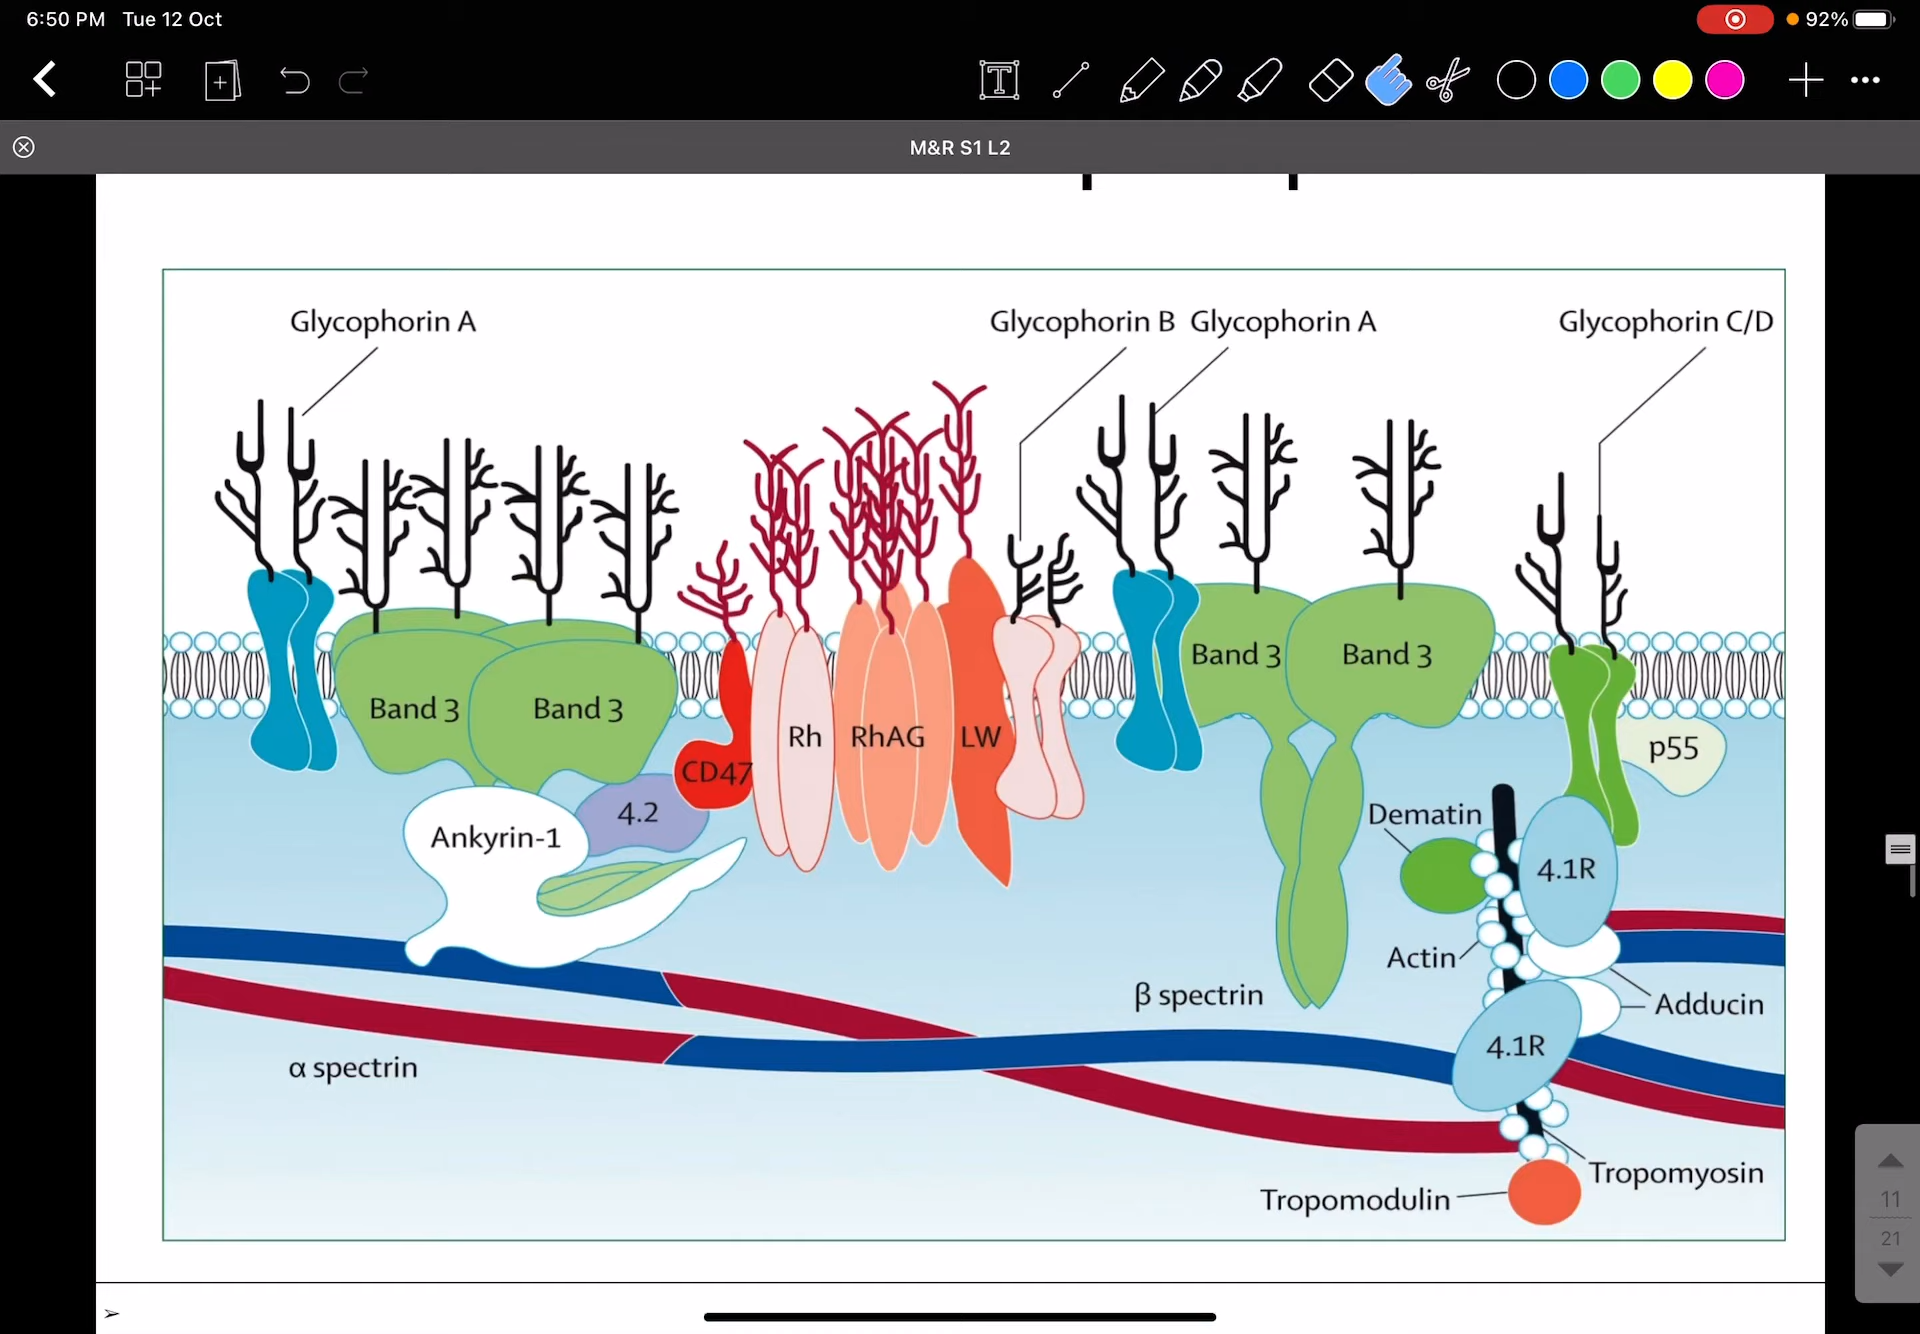 6:50 PM Tue 12 Oct
92%
T
M&R S1 L2
Glycophorin A
Glycophorin B Glycophorin A
Glycophorin C/D
Band 3 Band 3
Band 3 Band 3
Rh RhAG LW
CD47
p55
4.2
Ankyrin-1
Dematin
4.1R
Actin
β spectrin
Adducin
4.1R
α spectrin
Tropomyosin
Tropomodulin
11
21